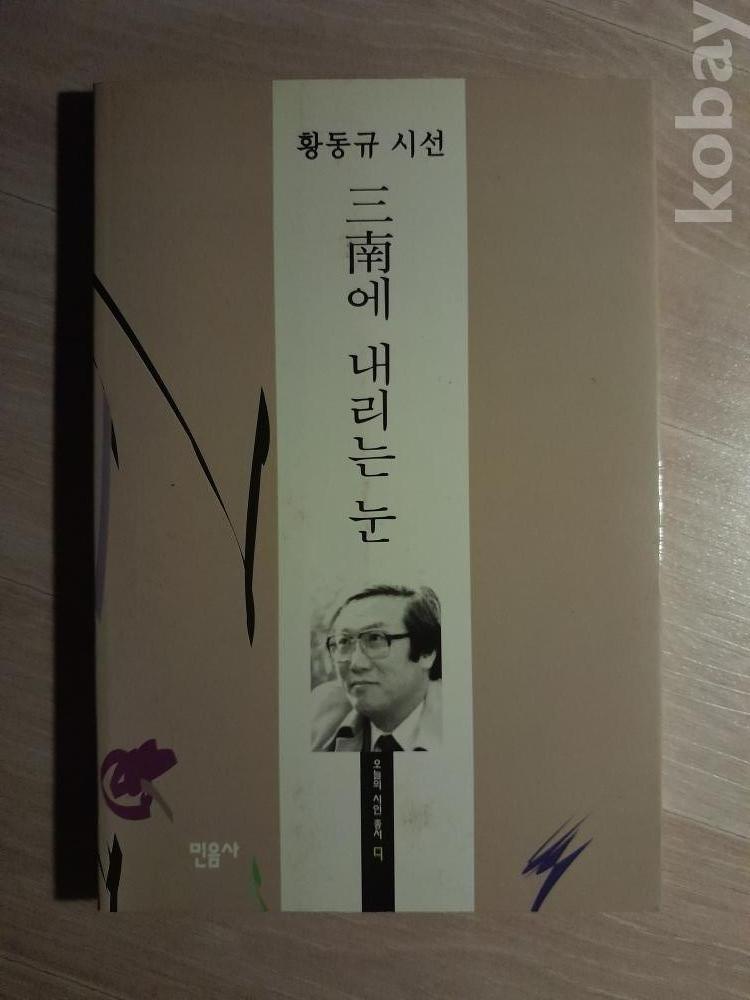 황동규 시선
三南에 내리는 눈
오늘의 시인 총서
민음사
kobay